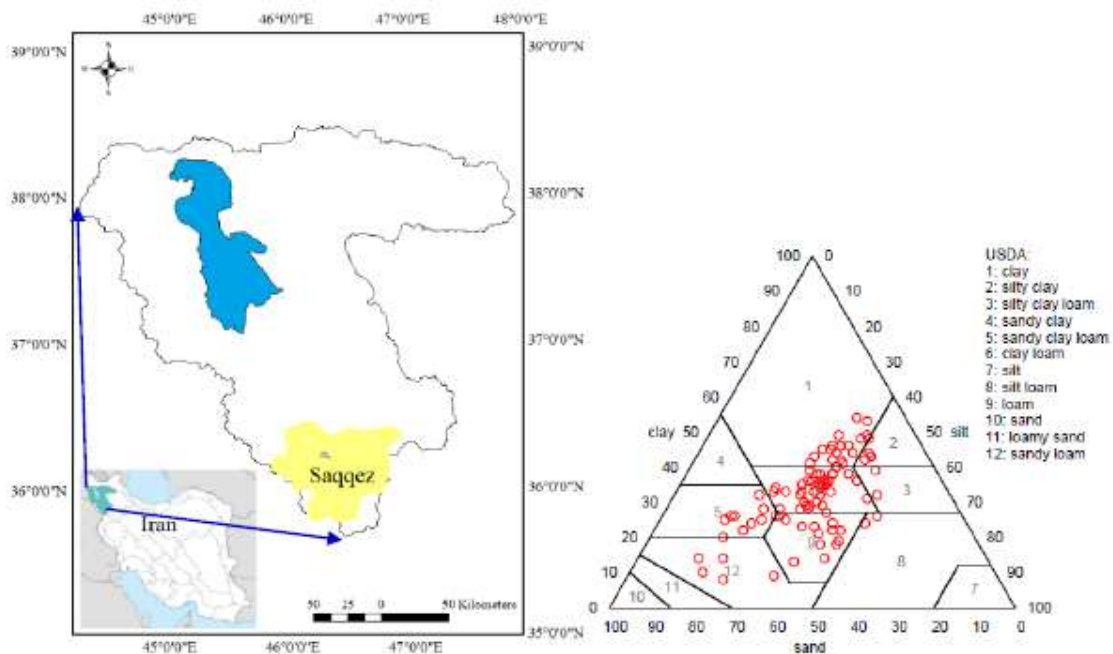 45°0'0"E 46°0'0"E 47°0'0"E 48°0'0"E
39°0'0"N 39°0'0"N
N
38°0'0"N 38°0'0"N
37°0'0"N 37°0'0"N
36°0'0"N 36°0'0"N
35°0'0"N
45°0'0"E 46°0'0"E 47°0'0"E
Saqqez
Iran
50 25 0 50 Kilometers
USDA:
1: clay
2: silty clay
3: silty clay loam
4: sandy clay
5: sandy clay loam
6: clay loam
7: silt
8: silt loam
9: loam
10: sand
11: loamy sand
12: sandy loam
100 0
90 10
80 20
70 30
60 40
clay 50 50 silt
40 60
30 70
20 80
10 90
0 100
100 90 80 70 60 50 40 30 20 10 0
sand
1
2
4
3
5
9
8
12
11
10
7